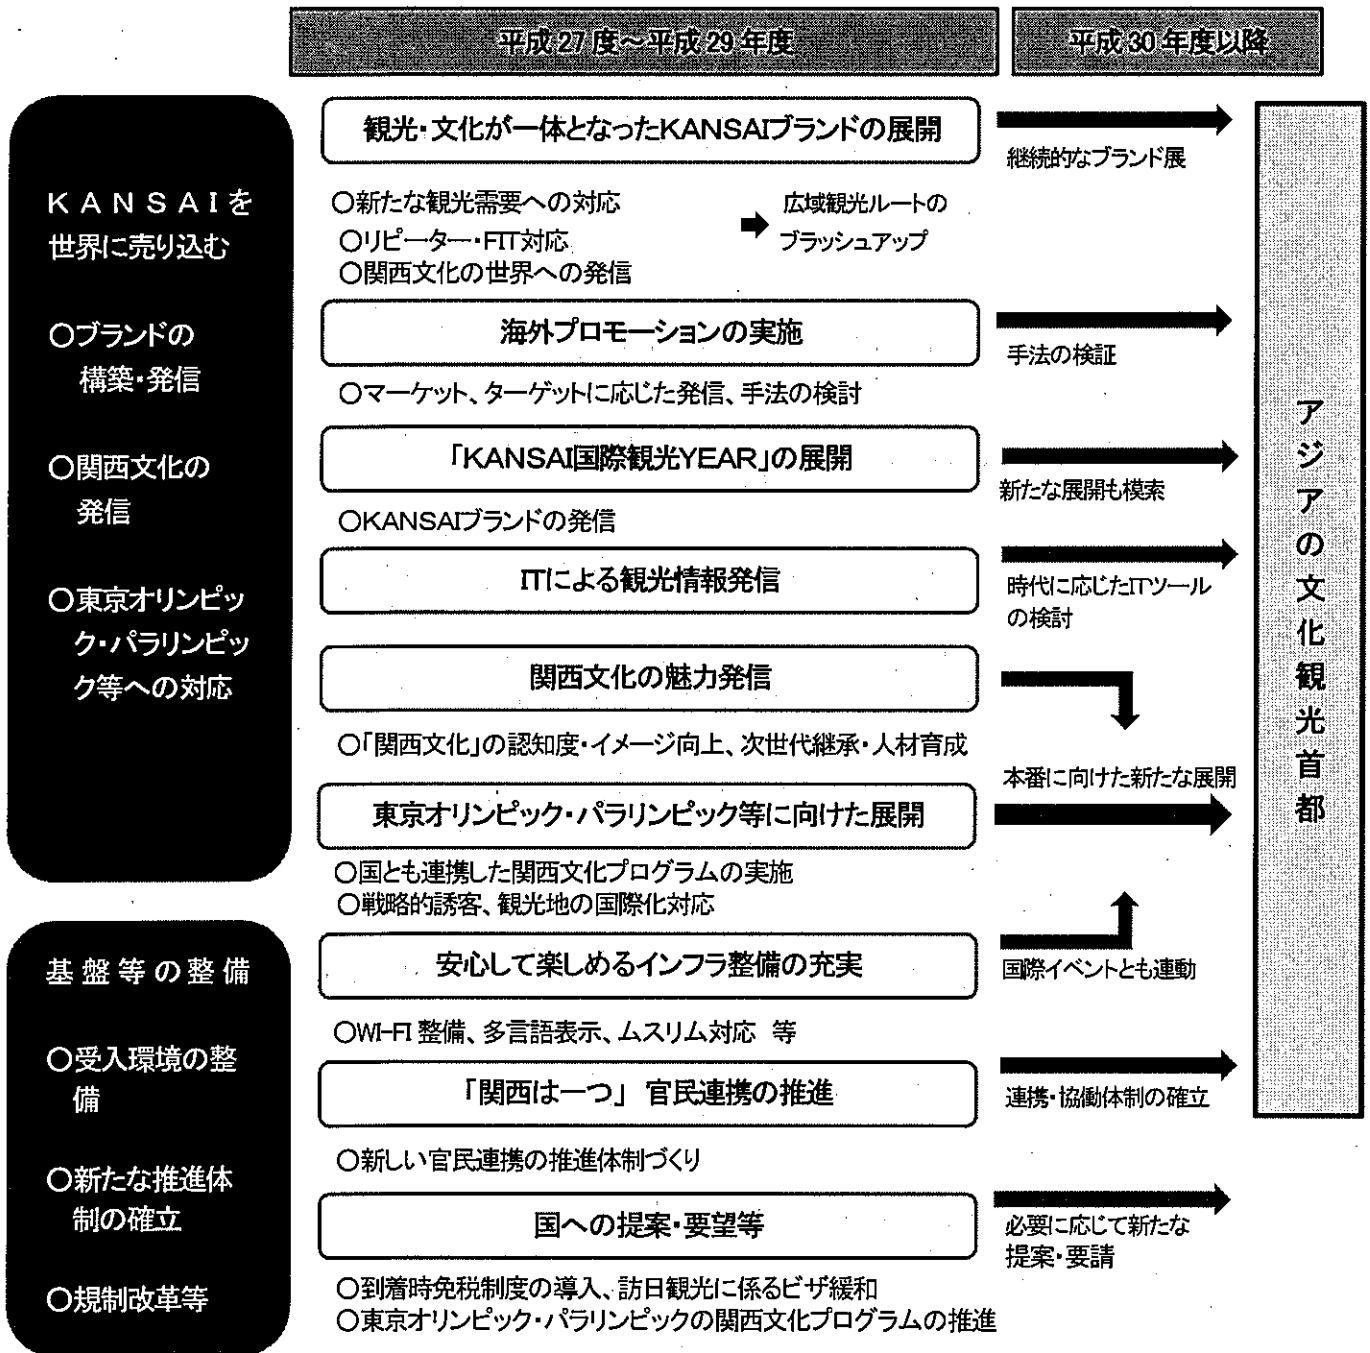 平成27度～平成29年度
平成30年度以降
KANSAIを
世界に売り込む
○ブランドの
構築・発信
○関西文化の
発信
○東京オリンピッ
ク・パラリンピッ
ク等への対応
観光・文化が一体となったKANSAIブランドの展開
継続的なブランド展
○新たな観光需要への対応
○リピーター・FIT対応
○関西文化の世界への発信
広域観光ルートの
ブラッシュアップ
海外プロモーションの実施
手法の検証
○マーケット、ターゲットに応じた発信、手法の検討
「KANSAI国際観光YEAR」の展開
新たな展開も模索
○KANSAIブランドの発信
ITによる観光情報発信
時代に応じたITツール
の検討
関西文化の魅力発信
○「関西文化」の認知度・イメージ向上、次世代継承・人材育成
本番に向けた新たな展開
東京オリンピック・パラリンピック等に向けた展開
○国とも連携した関西文化プログラムの実施
○戦略的誘客、観光地の国際化対応
基盤等の整備
○受入環境の整
備
○新たな推進体
制の確立
○規制改革等
安心して楽しめるインフラ整備の充実
国際イベントとも連動
○WI-FI 整備、多言語表示、ムスリム対応 等
「関西は一つ」 官民連携の推進
連携・協働体制の確立
○新しい官民連携の推進体制づくり
国への提案・要望等
必要に応じて新たな
提案・要請
○到着時免税制度の導入、訪日観光に係るビザ緩和
○東京オリンピック・パラリンピックの関西文化プログラムの推進
アジアの文化観光首都